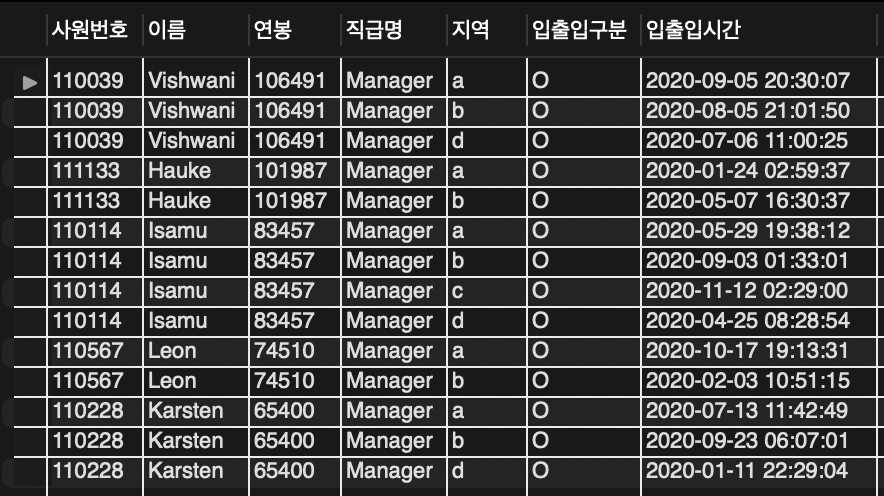 사원번호 이름 연봉 직급명 지역 입출입구분 입출입시간
110039 Vishwani 106491 Manager a O 2020-09-05 20:30:07
110039 Vishwani 106491 Manager b O 2020-08-05 21:01:50
110039 Vishwani 106491 Manager d O 2020-07-06 11:00:25
111133 Hauke 101987 Manager a O 2020-01-24 02:59:37
111133 Hauke 101987 Manager b O 2020-05-07 16:30:37
110114 Isamu 83457 Manager a O 2020-05-29 19:38:12
110114 Isamu 83457 Manager b O 2020-09-03 01:33:01
110114 Isamu 83457 Manager c O 2020-11-12 02:29:00
110114 Isamu 83457 Manager d O 2020-04-25 08:28:54
110567 Leon 74510 Manager a O 2020-10-17 19:13:31
110567 Leon 74510 Manager b O 2020-02-03 10:51:15
110228 Karsten 65400 Manager a O 2020-07-13 11:42:49
110228 Karsten 65400 Manager b O 2020-09-23 06:07:01
110228 Karsten 65400 Manager d O 2020-01-11 22:29:04